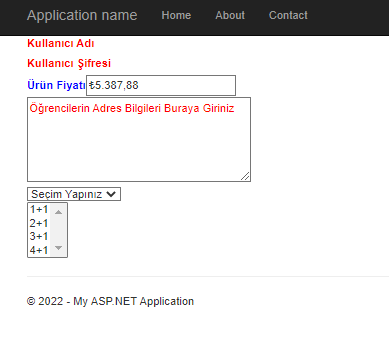 Application name Home About Contact
Kullanıcı Adı
Kullanıcı Şifresi
Ürün Fiyatı ₺5.387,88
Öğrencilerin Adres Bilgileri Buraya Giriniz
Seçim Yapınız
1+1
2+1
3+1
4+1
© 2022 - My ASP.NET Application